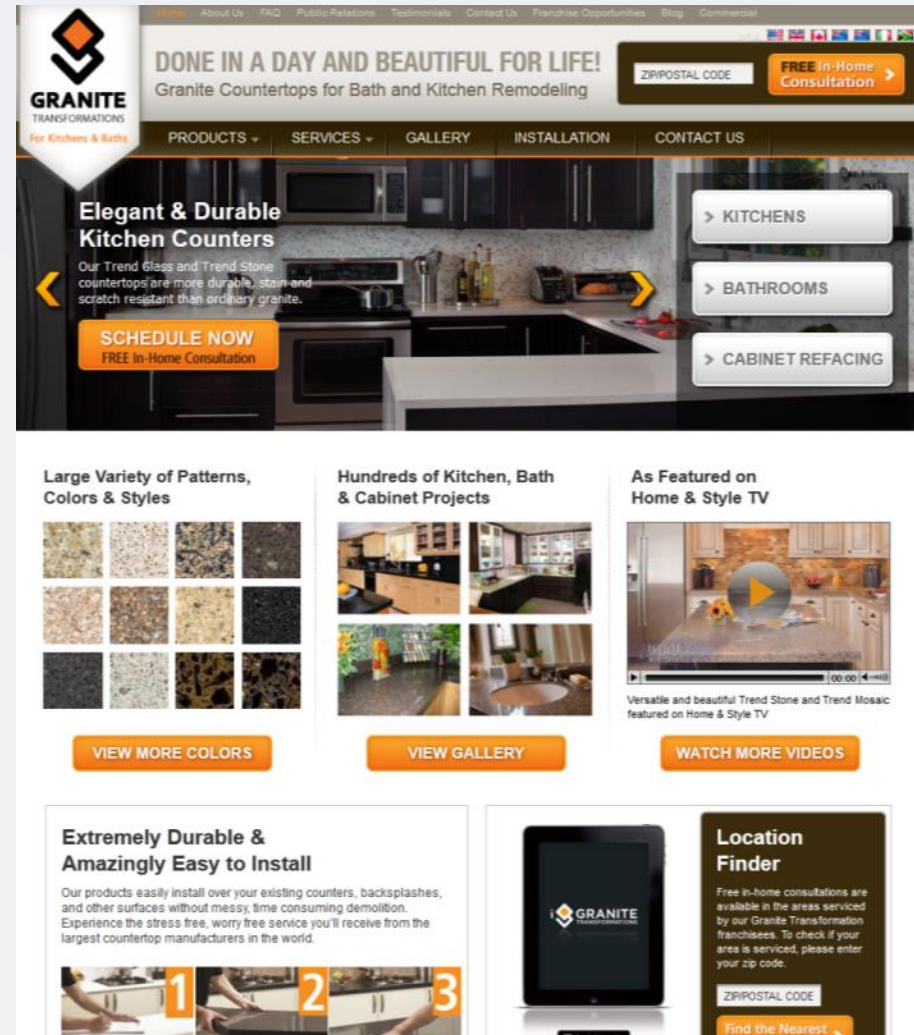 Home About Us FAQ Public Relations Testimonials Contact Us Franchise Opportunities Blog Commercial
GRANITE
TRANSFORMATIONS
For Kitchens & Baths
DONE IN A DAY AND BEAUTIFUL FOR LIFE!
Granite Countertops for Bath and Kitchen Remodeling
ZIP/POSTAL CODE
FREE In-Home
Consultation
PRODUCTS SERVICES GALLERY INSTALLATION CONTACT US
Elegant & Durable
Kitchen Counters
Our Trend Glass and Trend Stone
countertops are more durable, stain and
scratch resistant than ordinary granite.
SCHEDULE NOW
FREE In-Home Consultation
> KITCHENS
> BATHROOMS
> CABINET REFACING
Large Variety of Patterns,
Colors & Styles
VIEW MORE COLORS
Hundreds of Kitchen, Bath
& Cabinet Projects
VIEW GALLERY
As Featured on
Home & Style TV
00:00
Versatile and beautiful Trend Stone and Trend Mosaic
featured on Home & Style TV
WATCH MORE VIDEOS
Extremely Durable &
Amazingly Easy to Install
Our products easily install over your existing counters, backsplashes,
and other surfaces without messy, time consuming demolition.
Experience the stress free, worry free service you'll receive from the
largest countertop manufacturers in the world.
1 2 3
GRANITE
TRANSFORMATIONS
Location
Finder
Free in-home consultations are
available in the areas serviced
by our Granite Transformation
franchisees. To check if your
area is serviced, please enter
your zip code.
ZIP/POSTAL CODE
Find the Nearest